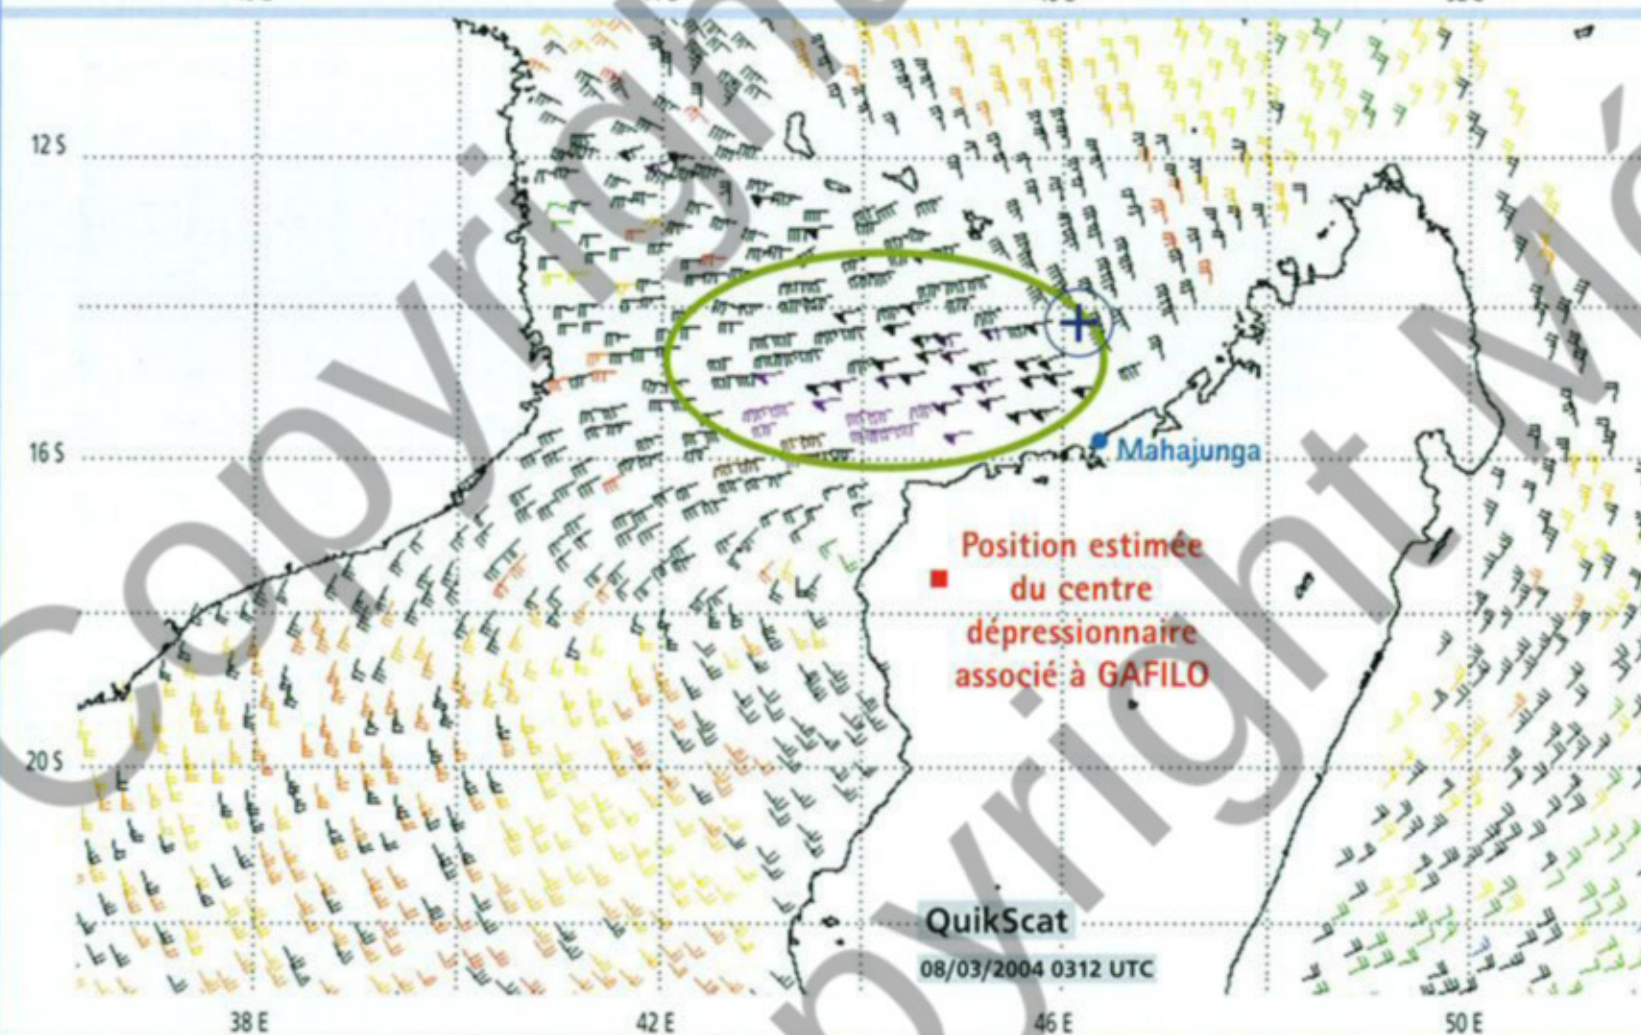 12 S
16 S
Mahajunga
Position estimée
du centre
dépressionnaire
associé à GAFILO
20 S
QuikScat
08/03/2004 0312 UTC
38 E
42 E
46 E
50 E
Copyright
Copyright